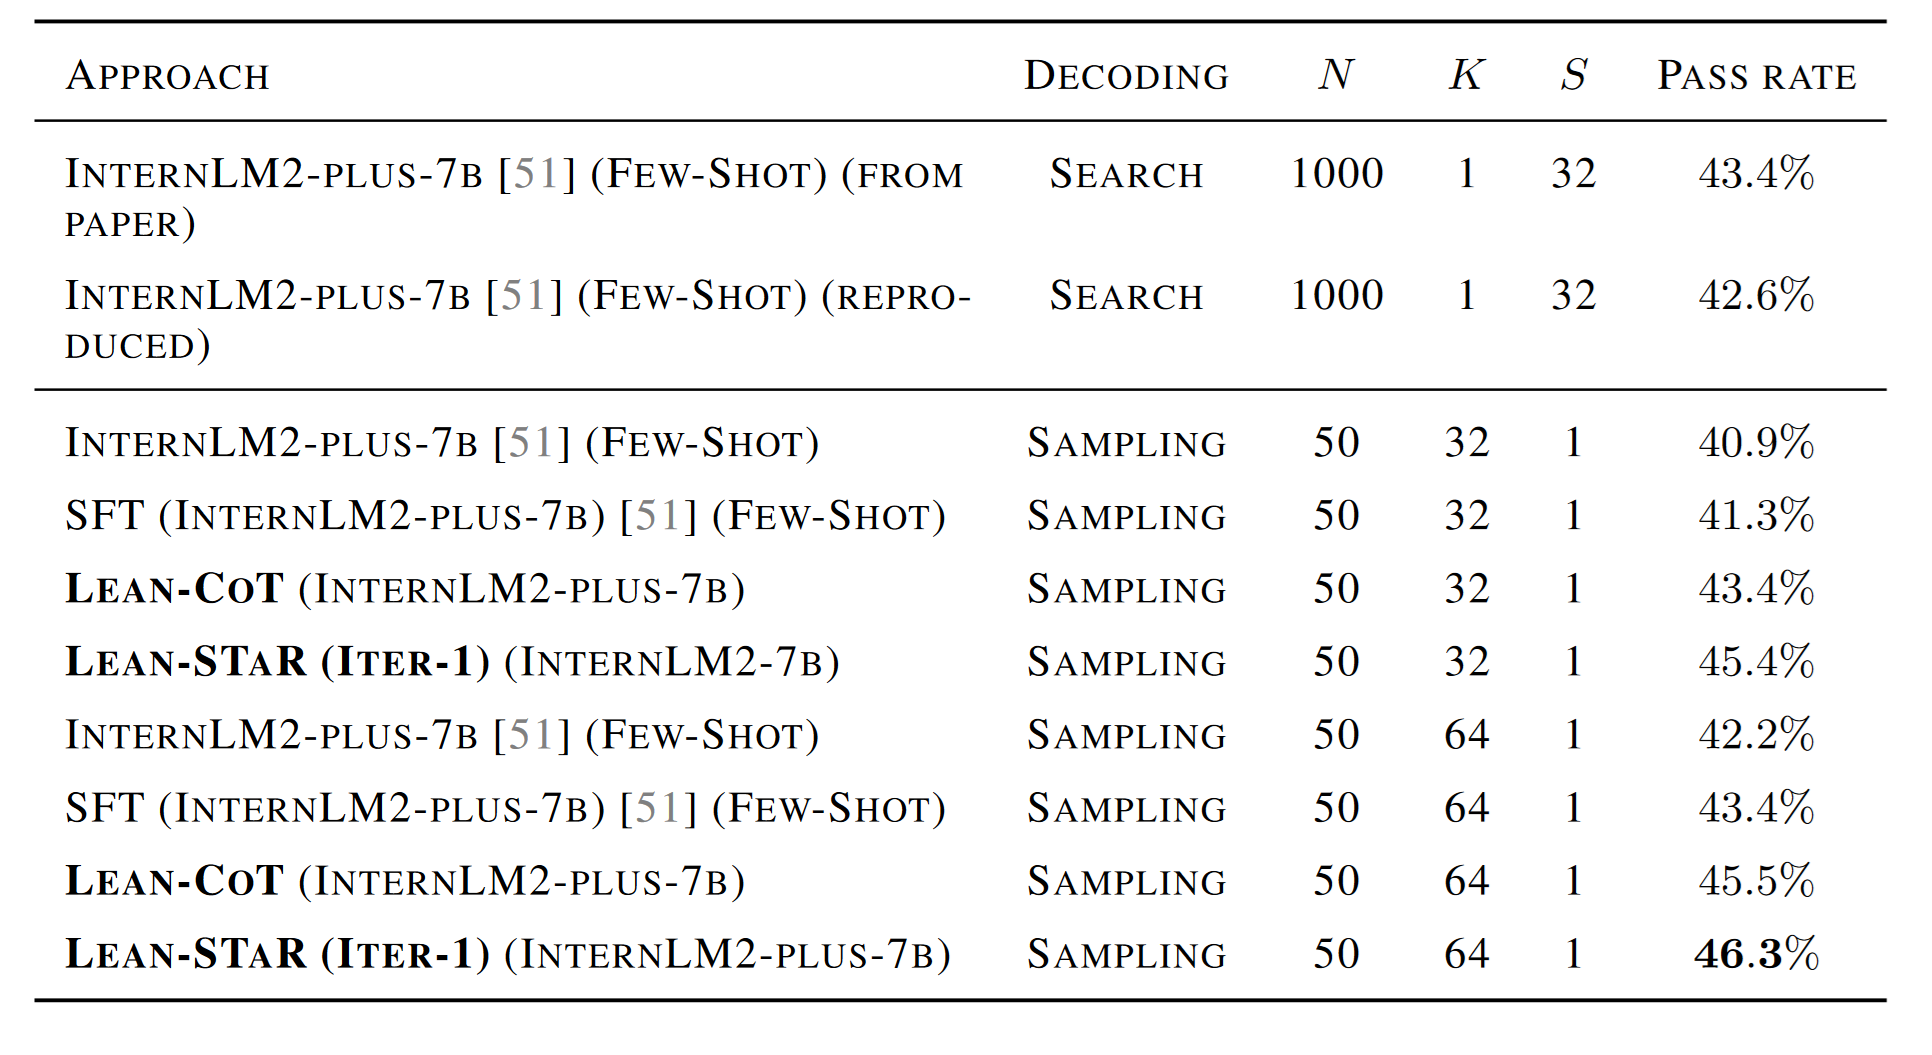 APPROACH DECODING N K S PASS RATE
INTERNLM2-PLUS-7B [51] (FEW-SHOT) (FROM SEARCH 1000 1 32 43.4%
PAPER)
INTERNLM2-PLUS-7B [51] (FEW-SHOT) (REPRO- SEARCH 1000 1 32 42.6%
DUCED)
INTERNLM2-PLUS-7B [51] (FEW-SHOT) SAMPLING 50 32 1 40.9%
SFT (INTERNLM2-PLUS-7B) [51] (FEW-SHOT) SAMPLING 50 32 1 41.3%
LEAN-COT (INTERNLM2-PLUS-7B) SAMPLING 50 32 1 43.4%
LEAN-STAR (ITER-1) (INTERNLM2-7B) SAMPLING 50 32 1 45.4%
INTERNLM2-PLUS-7B [51] (FEW-SHOT) SAMPLING 50 64 1 42.2%
SFT (INTERNLM2-PLUS-7B) [51] (FEW-SHOT) SAMPLING 50 64 1 43.4%
LEAN-COT (INTERNLM2-PLUS-7B) SAMPLING 50 64 1 45.5%
LEAN-STAR (ITER-1) (INTERNLM2-PLUS-7B) SAMPLING 50 64 1 46.3%